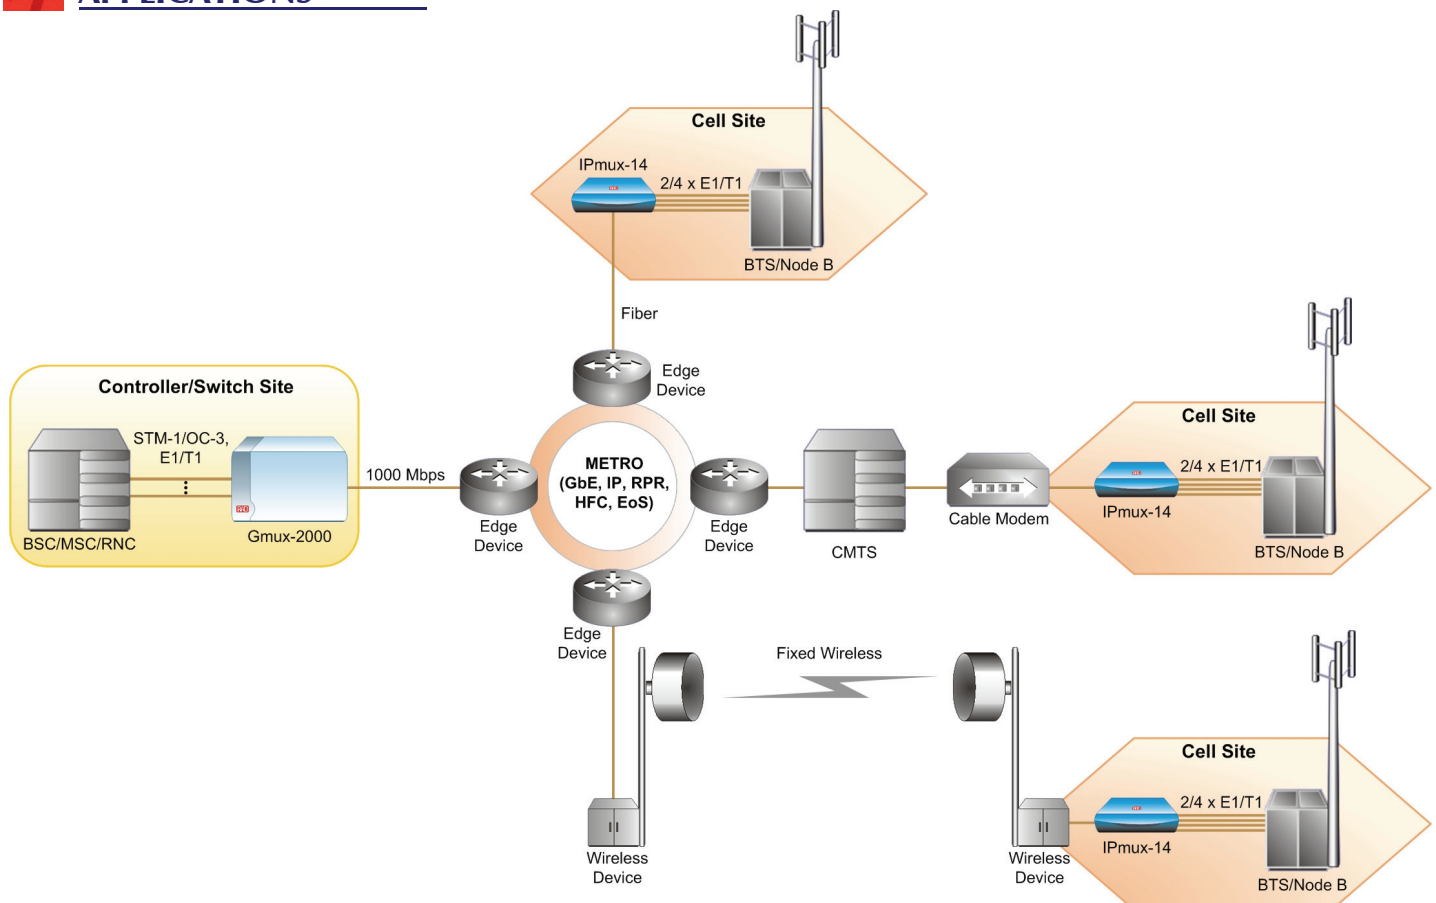 APPLICATIONS
Cell Site
IPmux-14
2/4 x E1/T1
BTS/Node B
Fiber
Edge
Device
Controller/Switch Site
STM-1/OC-3,
E1/T1
BSC/MSC/RNC
Gmux-2000
1000 Mbps
Edge
Device
METRO
(GbE, IP, RPR,
HFC, EoS)
Edge
Device
CMTS
Cable Modem
Cell Site
2/4 x E1/T1
IPmux-14
BTS/Node B
Edge
Device
Fixed Wireless
Wireless
Device
Wireless
Device
Cell Site
2/4 x E1/T1
IPmux-14
BTS/Node B